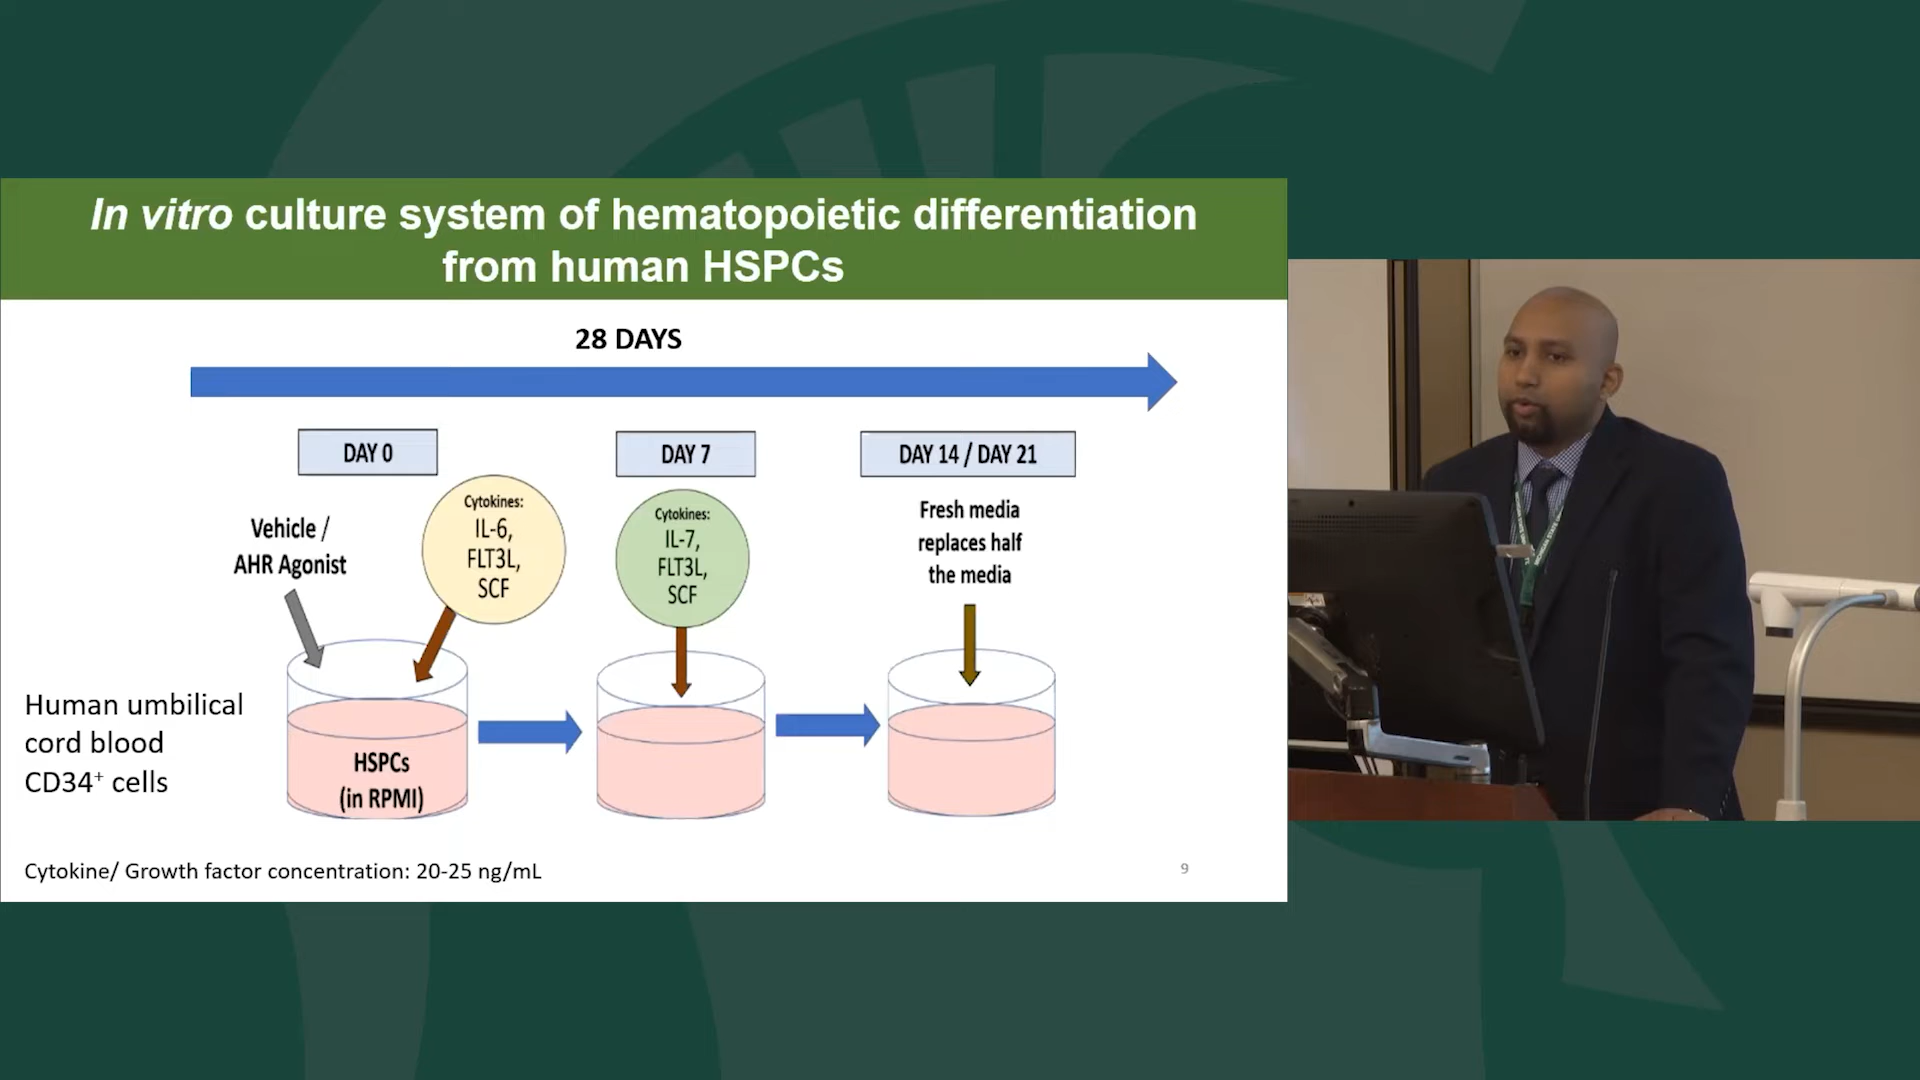 In vitro culture system of hematopoietic differentiation
from human HSPCs
28 DAYS
DAY 0
DAY 7
DAY 14 / DAY 21
Vehicle /
AHR Agonist
Cytokines:
IL-6,
FLT3L,
SCF
Cytokines:
IL-7,
FLT3L,
SCF
Fresh media
replaces half
the media
Human umbilical
cord blood
CD34⁺ cells
HSPCs
(in RPMI)
Cytokine/ Growth factor concentration: 20-25 ng/mL
9